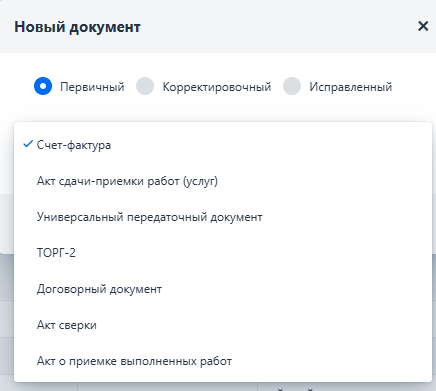 Новый документ
Первичный Корректировочный Исправленный
Счет-фактура
Акт сдачи-приемки работ (услуг)
Универсальный передаточный документ
ТОРГ-2
Договорный документ
Акт сверки
Акт о приемке выполненных работ